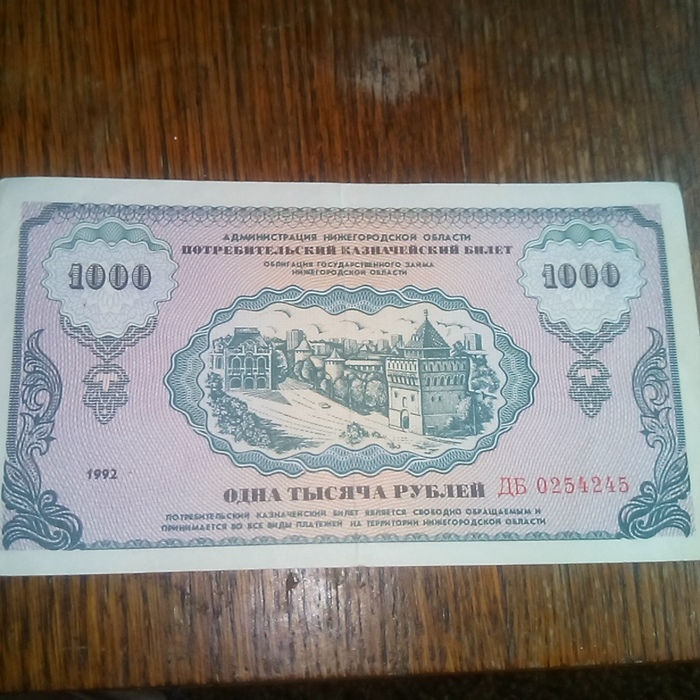 АДМИНИСТРАЦИЯ НИЖЕГОРОДСКОЙ ОБЛАСТИ
ПОТРЕБИТЕЛЬСКИЙ КАЗНАЧЕЙСКИЙ БИЛЕТ
ОБЛИГАЦИЯ ГОСУДАРСТВЕННОГО ЗАЙМА
НИЖЕГОРОДСКОЙ ОБЛАСТИ
1000
1000
1992
ОДНА ТЫСЯЧА РУБЛЕЙ
ДБ 0254245
ПОТРЕБИТЕЛЬСКИЙ КАЗНАЧЕЙСКИЙ БИЛЕТ ЯВЛЯЕТСЯ СВОБОДНО ОБРАЩАЕМЫМ И
ПРИНИМАЕТСЯ ВО ВСЕ ВИДЫ ПЛАТЕЖЕЙ НА ТЕРРИТОРИИ НИЖЕГОРОДСКОЙ ОБЛАСТИ